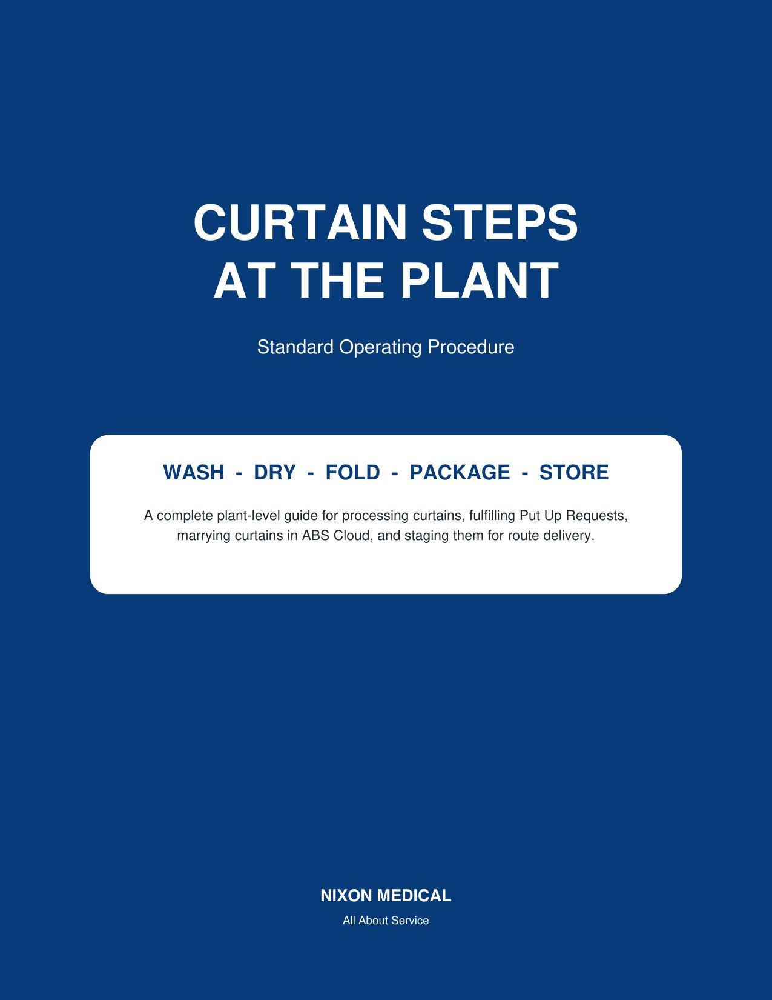 CURTAIN STEPS
AT THE PLANT
Standard Operating Procedure
WASH - DRY - FOLD - PACKAGE - STORE
A complete plant-level guide for processing curtains, fulfilling Put Up Requests,
marrying curtains in ABS Cloud, and staging them for route delivery.
NIXON MEDICAL
All About Service